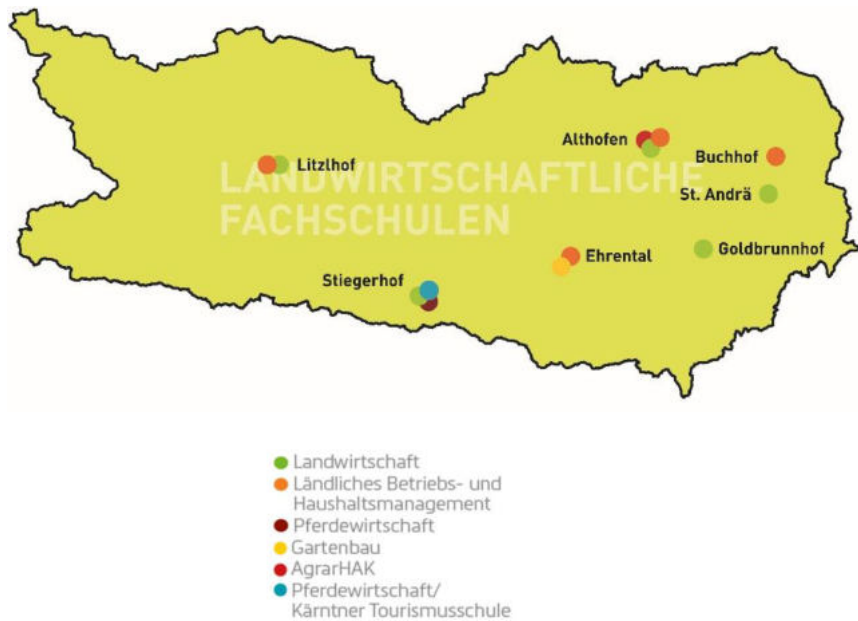 Althofen
Buchhof
Litzlhof
LANDWIRTSCHAFTLICHE
FACHSCHULEN
St. Andrä
Ehrental
Goldbrunnhof
Stiegerhof
Landwirtschaft
Ländliches Betriebs- und
Haushaltsmanagement
Pferdewirtschaft
Gartenbau
AgrarHAK
Pferdewirtschaft/
Kärntner Tourismusschule